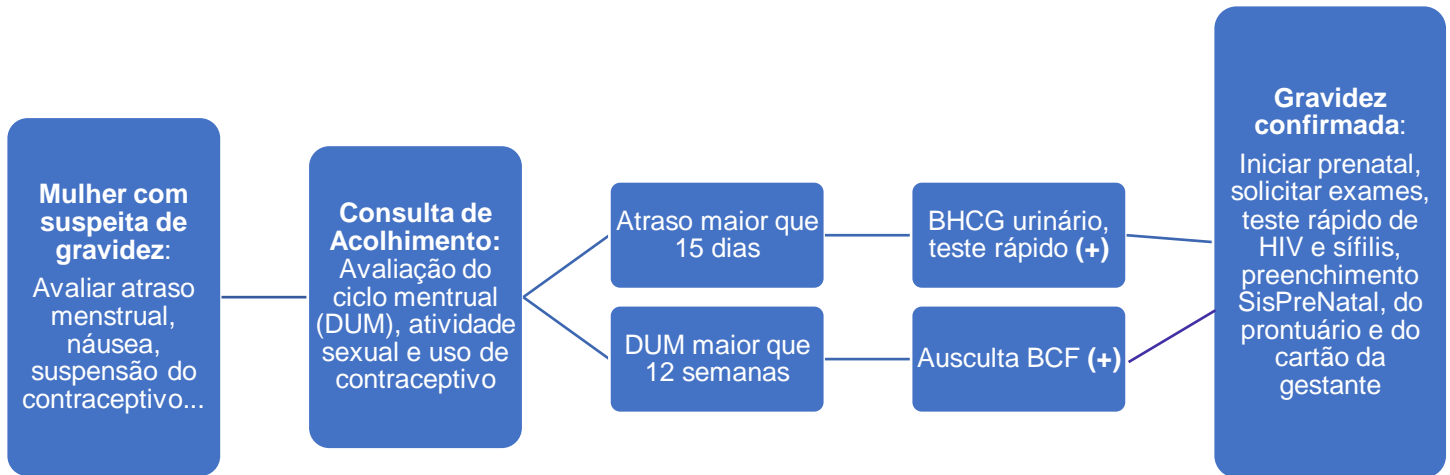 Mulher com
suspeita de
gravidez:
Avaliar atraso
menstrual,
náusea,
suspensão do
contraceptivo...
Consulta de
Acolhimento:
Avaliação do
ciclo mentrual
(DUM), atividade
sexual e uso de
contraceptivo
Atraso maior que
15 dias
BHCG urinário,
teste rápido (+)
DUM maior que
12 semanas
Ausculta BCF (+)
Gravidez
confirmada:
Iniciar prenatal,
solicitar exames,
teste rápido de
HIV e sífilis,
preenchimento
SisPreNatal, do
prontuário e do
cartão da
gestante